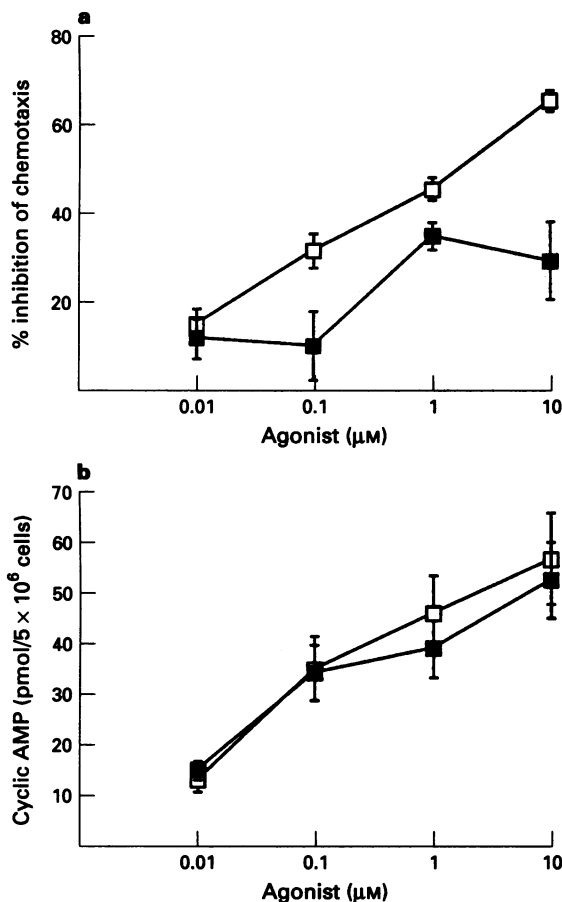 a
80
60
40
20
% inhibition of chemotaxis
0.01 0.1 1 10
Agonist (μM)
b
70
60
50
40
30
20
10
Cyclic AMP (pmol/5 × 10⁶ cells)
0.01 0.1 1 10
Agonist (μM)